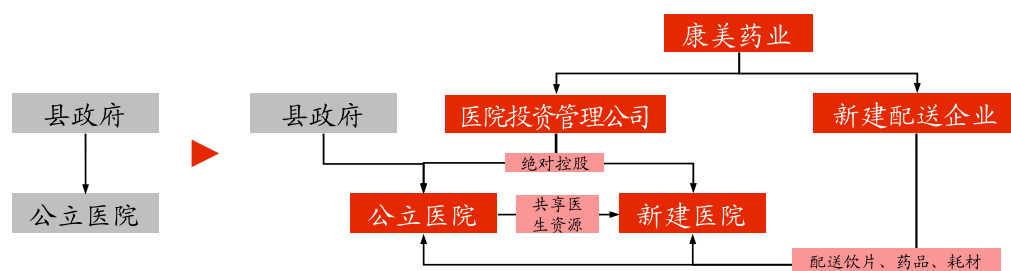 康美药业
县政府
县政府
医院投资管理公司
新建配送企业
绝对控股
公立医院
公立医院
共享医
生资源
新建医院
配送饮片、药品、耗材